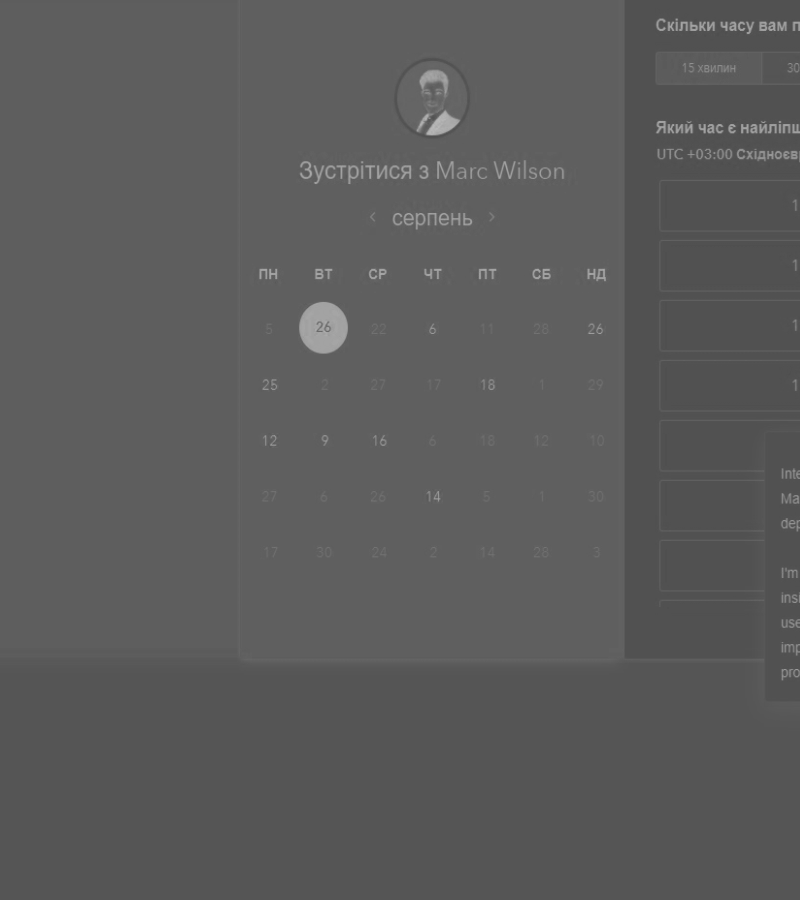 Зустрітися з Marc Wilson
серпень
ПН ВТ СР ЧТ ПТ СБ НД
5 26 22 6 11 28 26
25 2 27 17 18 1 29
12 9 16 6 18 12 10
27 6 26 14 5 1 30
17 30 24 2 14 28 3
Скільки часу вам п
15 хвилин 30
Який час є найліпш
UTC +03:00 Східноєв
1
1
1
1
Inte
Ma
dep
I'm
insi
use
imp
pro